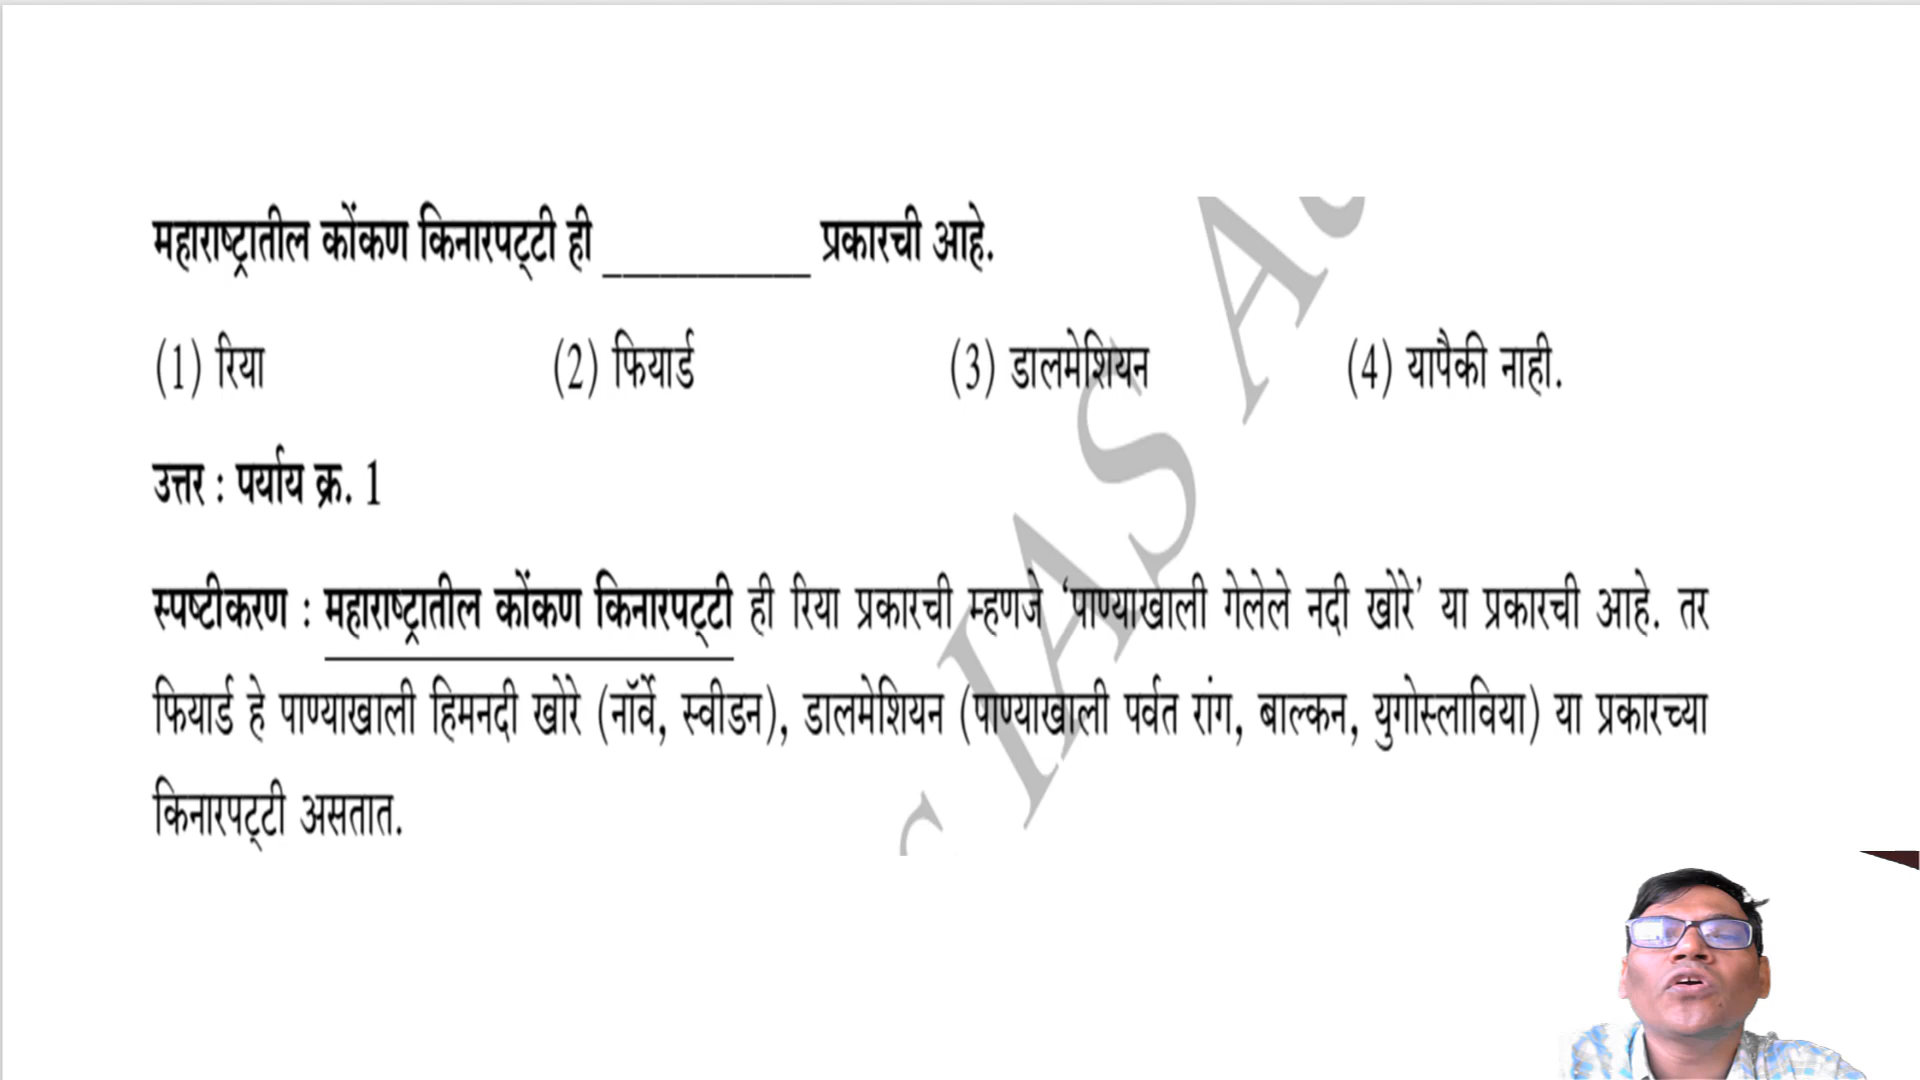 महाराष्ट्रातील कोंकण किनारपट्टी ही ___________ प्रकारची आहे.
(1) रिया (2) फियार्ड (3) डालमेशियन (4) यापैकी नाही.
उत्तर : पर्याय क्र. 1
स्पष्टीकरण : महाराष्ट्रातील कोंकण किनारपट्टी ही रिया प्रकारची म्हणजे ‘पाण्याखाली गेलेले नदी खोरे’ या प्रकारची आहे. तर
फियार्ड हे पाण्याखाली हिमनदी खोरे (नॉर्वे, स्वीडन), डालमेशियन (पाण्याखाली पर्वत रांग, बाल्कन, युगोस्लाविया) या प्रकारच्या
किनारपट्टी असतात.
IAS